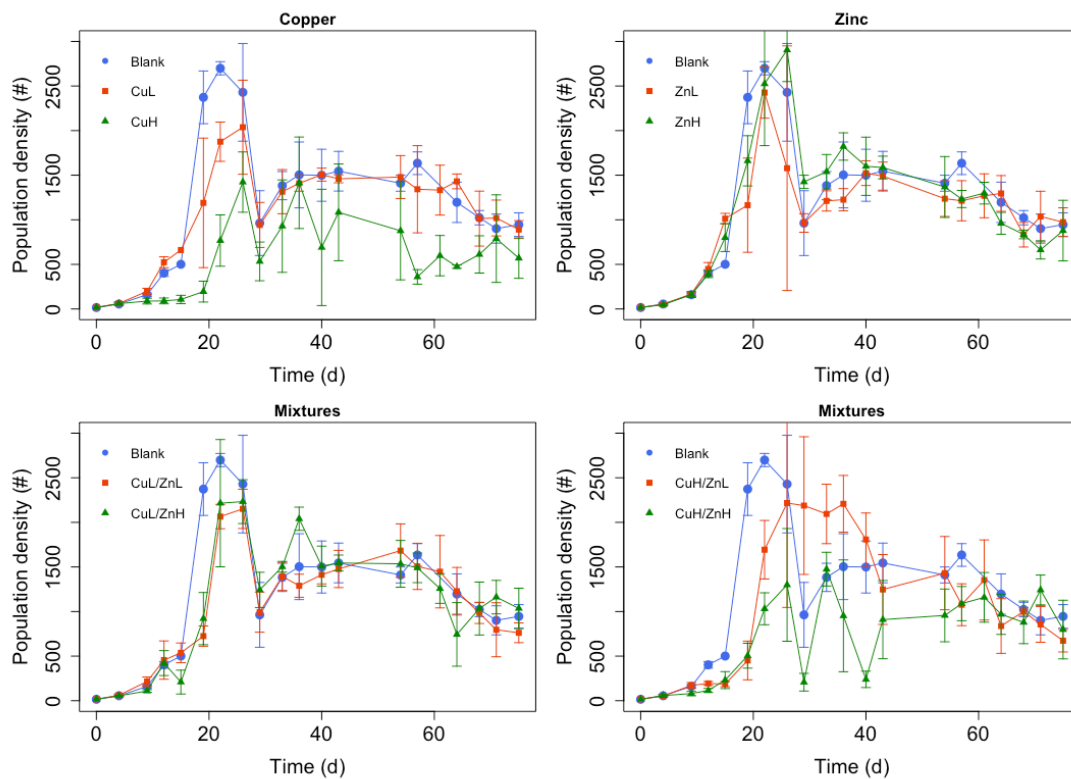 Copper
Population density (#)
0 500 1500 2500
Blank
CuL
CuH
0 20 40 60
Time (d)
Zinc
Population density (#)
0 500 1500 2500
Blank
ZnL
ZnH
0 20 40 60
Time (d)
Mixtures
Population density (#)
0 500 1500 2500
Blank
CuL/ZnL
CuL/ZnH
0 20 40 60
Time (d)
Mixtures
Population density (#)
0 500 1500 2500
Blank
CuH/ZnL
CuH/ZnH
0 20 40 60
Time (d)